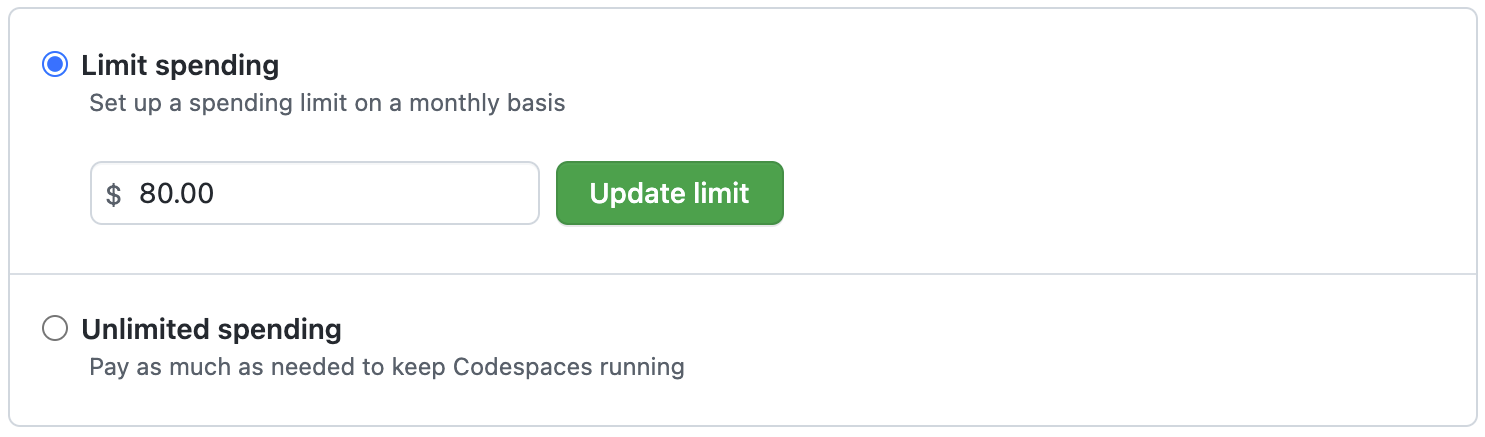 Limit spending
Set up a spending limit on a monthly basis
$ 80.00
Update limit
Unlimited spending
Pay as much as needed to keep Codespaces running